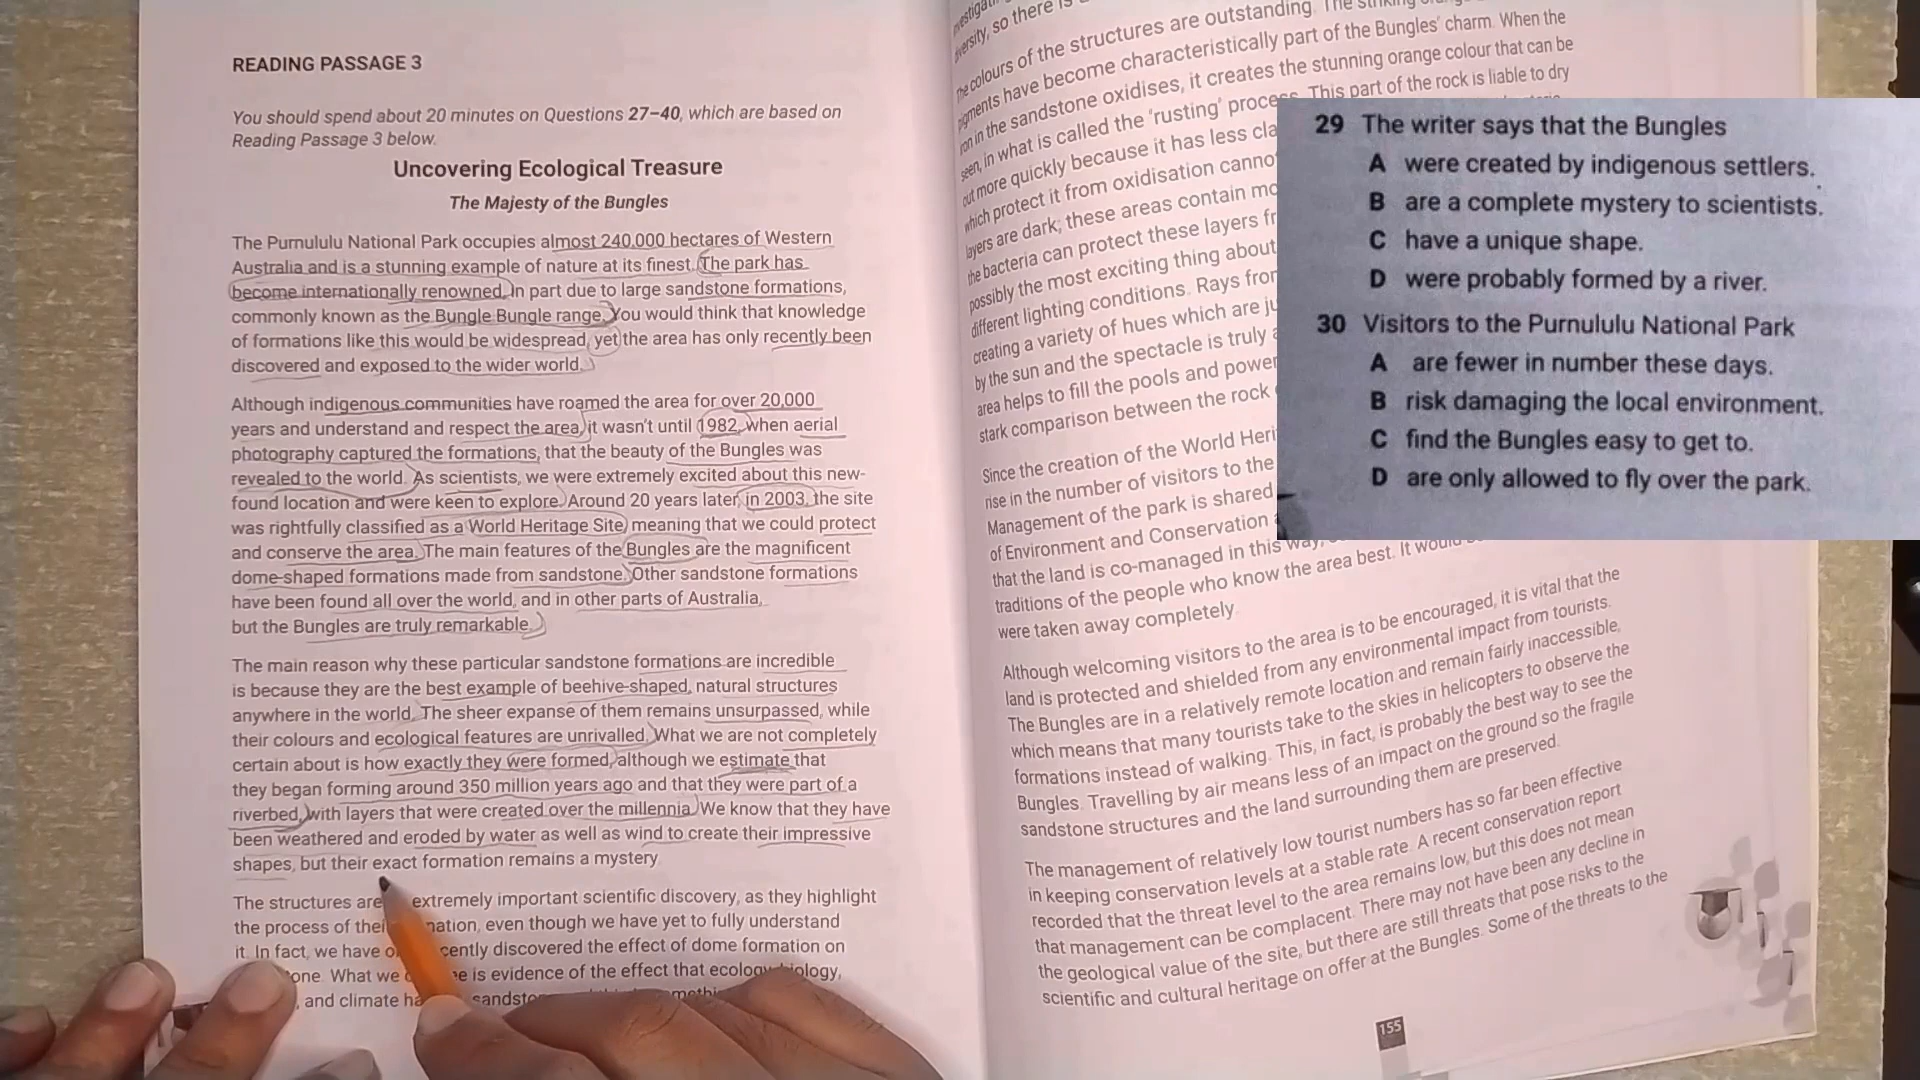 READING PASSAGE 3
You should spend about 20 minutes on Questions 27–40, which are based on
Reading Passage 3 below.
Uncovering Ecological Treasure
The Majesty of the Bungles
The Purnululu National Park occupies almost 240,000 hectares of Western
Australia and is a stunning example of nature at its finest. The park has
become internationally renowned. In part due to large sandstone formations,
commonly known as the Bungle Bungle range. You would think that knowledge
of formations like this would be widespread, yet the area has only recently been
discovered and exposed to the wider world.
Although indigenous communities have roamed the area for over 20,000
years and understand and respect the area, it wasn't until 1982, when aerial
photography captured the formations, that the beauty of the Bungles was
revealed to the world. As scientists, we were extremely excited about this new-
found location and were keen to explore. Around 20 years later, in 2003, the site
was rightfully classified as a World Heritage Site, meaning that we could protect
and conserve the area. The main features of the Bungles are the magnificent
dome-shaped formations made from sandstone. Other sandstone formations
have been found all over the world, and in other parts of Australia,
but the Bungles are truly remarkable.
The main reason why these particular sandstone formations are incredible
is because they are the best example of beehive-shaped, natural structures
anywhere in the world. The sheer expanse of them remains unsurpassed, while
their colours and ecological features are unrivalled. What we are not completely
certain about is how exactly they were formed, although we estimate that
they began forming around 350 million years ago and that they were part of a
riverbed, with layers that were created over the millennia. We know that they have
been weathered and eroded by water as well as wind to create their impressive
shapes, but their exact formation remains a mystery
The structures are extremely important scientific discovery, as they highlight
the process of their even though we have yet to fully understand
it. In fact, we have discovered the effect of dome formation on
What we is evidence of the effect that ecology, biology,
and climate
so there is
The colours of the structures are outstanding. The
pigments have become characteristically part of the Bungles' charm. When the
iron in the sandstone oxidises, it creates the stunning orange colour that can be
seen, in what is called the 'rusting' process. This part of the rock is liable to dry
out more quickly because it has less
which protect it from oxidisation
layers are dark; these areas contain
the bacteria can protect these layers
possibly the most exciting thing about
different lighting conditions. Rays
creating a variety of hues which are
by the sun and the spectacle is truly
area helps to fill the pools and
stark comparison between the rock
Since the creation of the World
rise in the number of visitors to the
Management of the park is shared
of Environment and Conservation
that the land is co-managed in this way,
traditions of the people who know the area best. It would
were taken away completely
Although welcoming visitors to the area is to be encouraged, it is vital that the
land is protected and shielded from any environmental impact from tourists.
The Bungles are in a relatively remote location and remain fairly inaccessible,
which means that many tourists take to the skies in helicopters to observe the
formations instead of walking. This, in fact, is probably the best way to see the
Bungles. Travelling by air means less of an impact on the ground so the fragile
sandstone structures and the land surrounding them are preserved.
The management of relatively low tourist numbers has so far been effective
in keeping conservation levels at a stable rate. A recent conservation report
recorded that the threat level to the area remains low, but this does not mean
that management can be complacent. There may not have been any decline in
the geological value of the site, but there are still threats that pose risks to the
scientific and cultural heritage on offer at the Bungles. Some of the threats to the
155
29 The writer says that the Bungles
A were created by indigenous settlers.
B are a complete mystery to scientists.
C have a unique shape.
D were probably formed by a river.
30 Visitors to the Purnululu National Park
A are fewer in number these days.
B risk damaging the local environment.
C find the Bungles easy to get to.
D are only allowed to fly over the park.